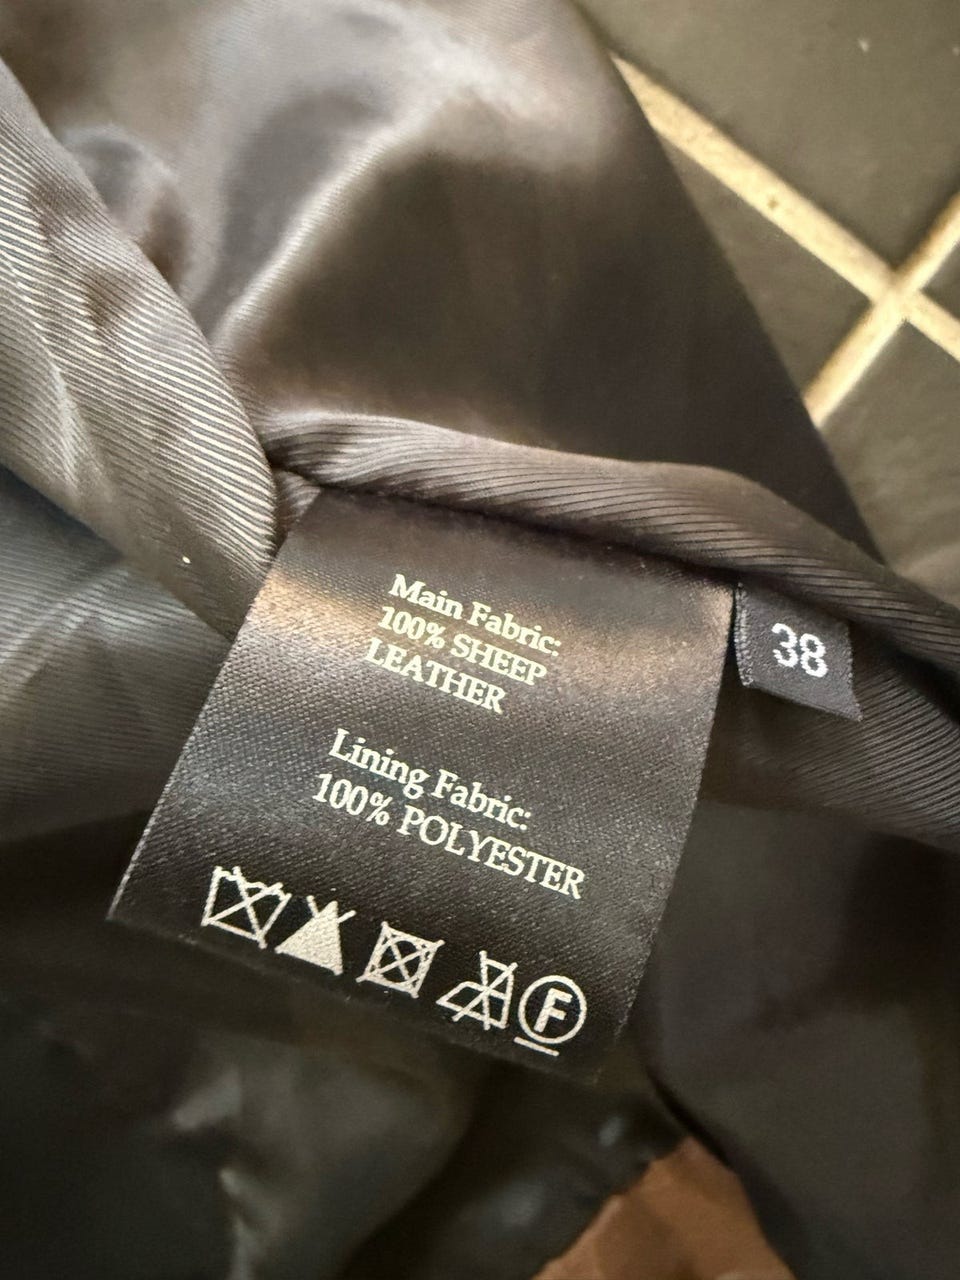 Main Fabric:
100% SHEEP
LEATHER
Lining Fabric:
100% POLYESTER
F
38